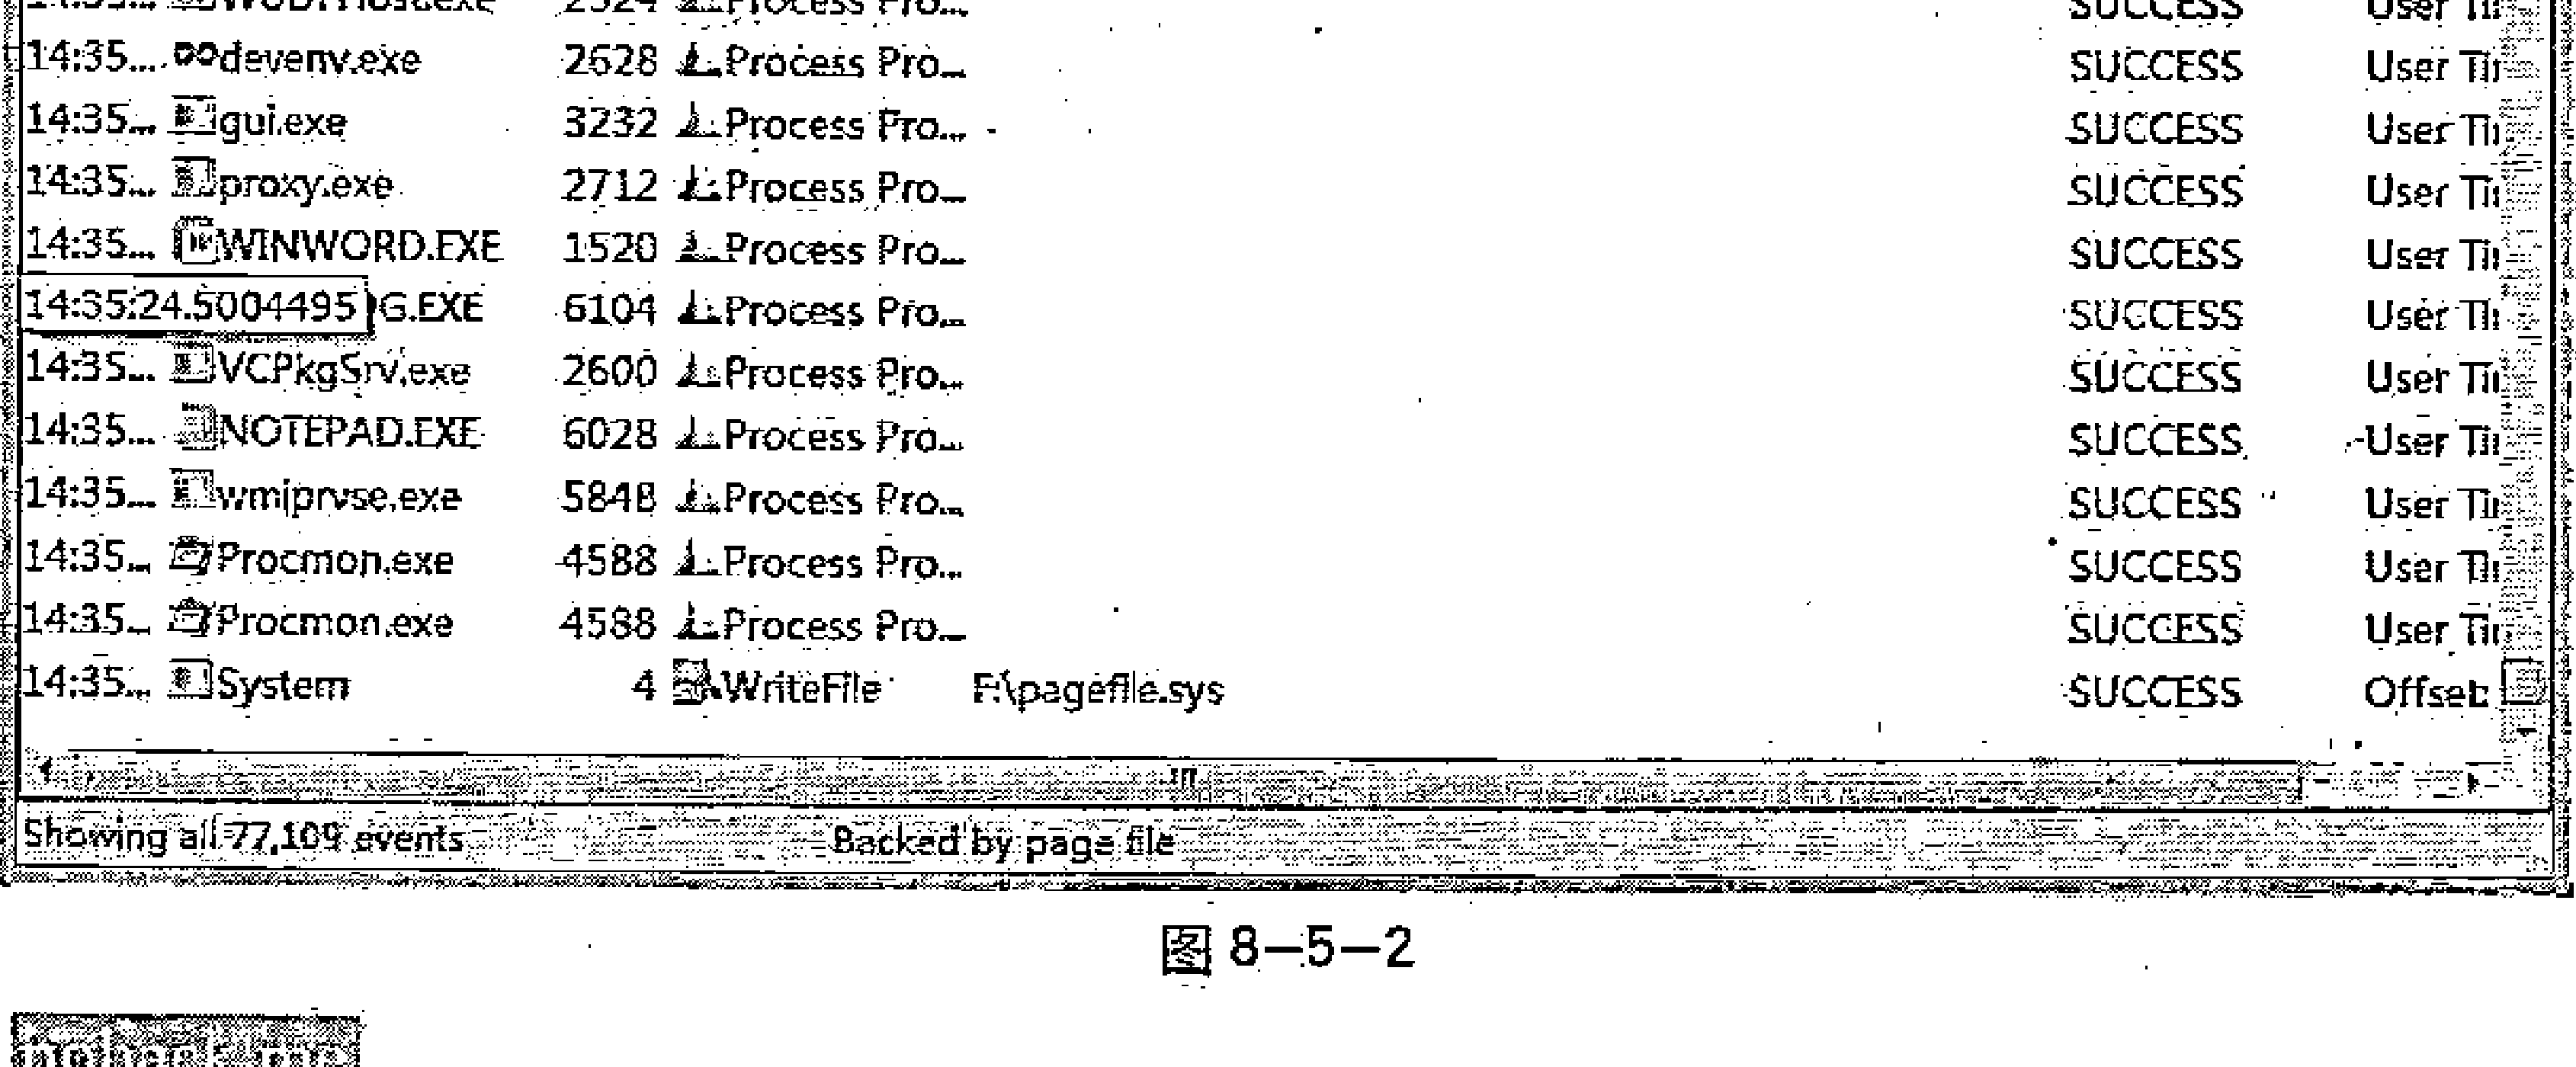 2524 Process Pro... SUCCESS User Ti
14:35... devenv.exe 2628 Process Pro... SUCCESS User Ti
14:35... gui.exe 3232 Process Pro... SUCCESS User Ti
14:35... proxy.exe 2712 Process Pro... SUCCESS User Ti
14:35... WINWORD.EXE 1520 Process Pro... SUCCESS User Ti
14:35:24.5004495 G.EXE 6104 Process Pro... SUCCESS User Ti
14:35... VCPkgSrv.exe 2600 Process Pro... SUCCESS User Ti
14:35... NOTEPAD.EXE 6028 Process Pro... SUCCESS User Ti
14:35... wmiprvse.exe 5848 Process Pro... SUCCESS User Ti
14:35... Procmon.exe 4588 Process Pro... SUCCESS User Ti
14:35... Procmon.exe 4588 Process Pro... SUCCESS User Ti
14:35... System 4 WriteFile F:\pagefile.sys SUCCESS Offset:
Showing all 77,109 events Backed by page file
图 8-5-2